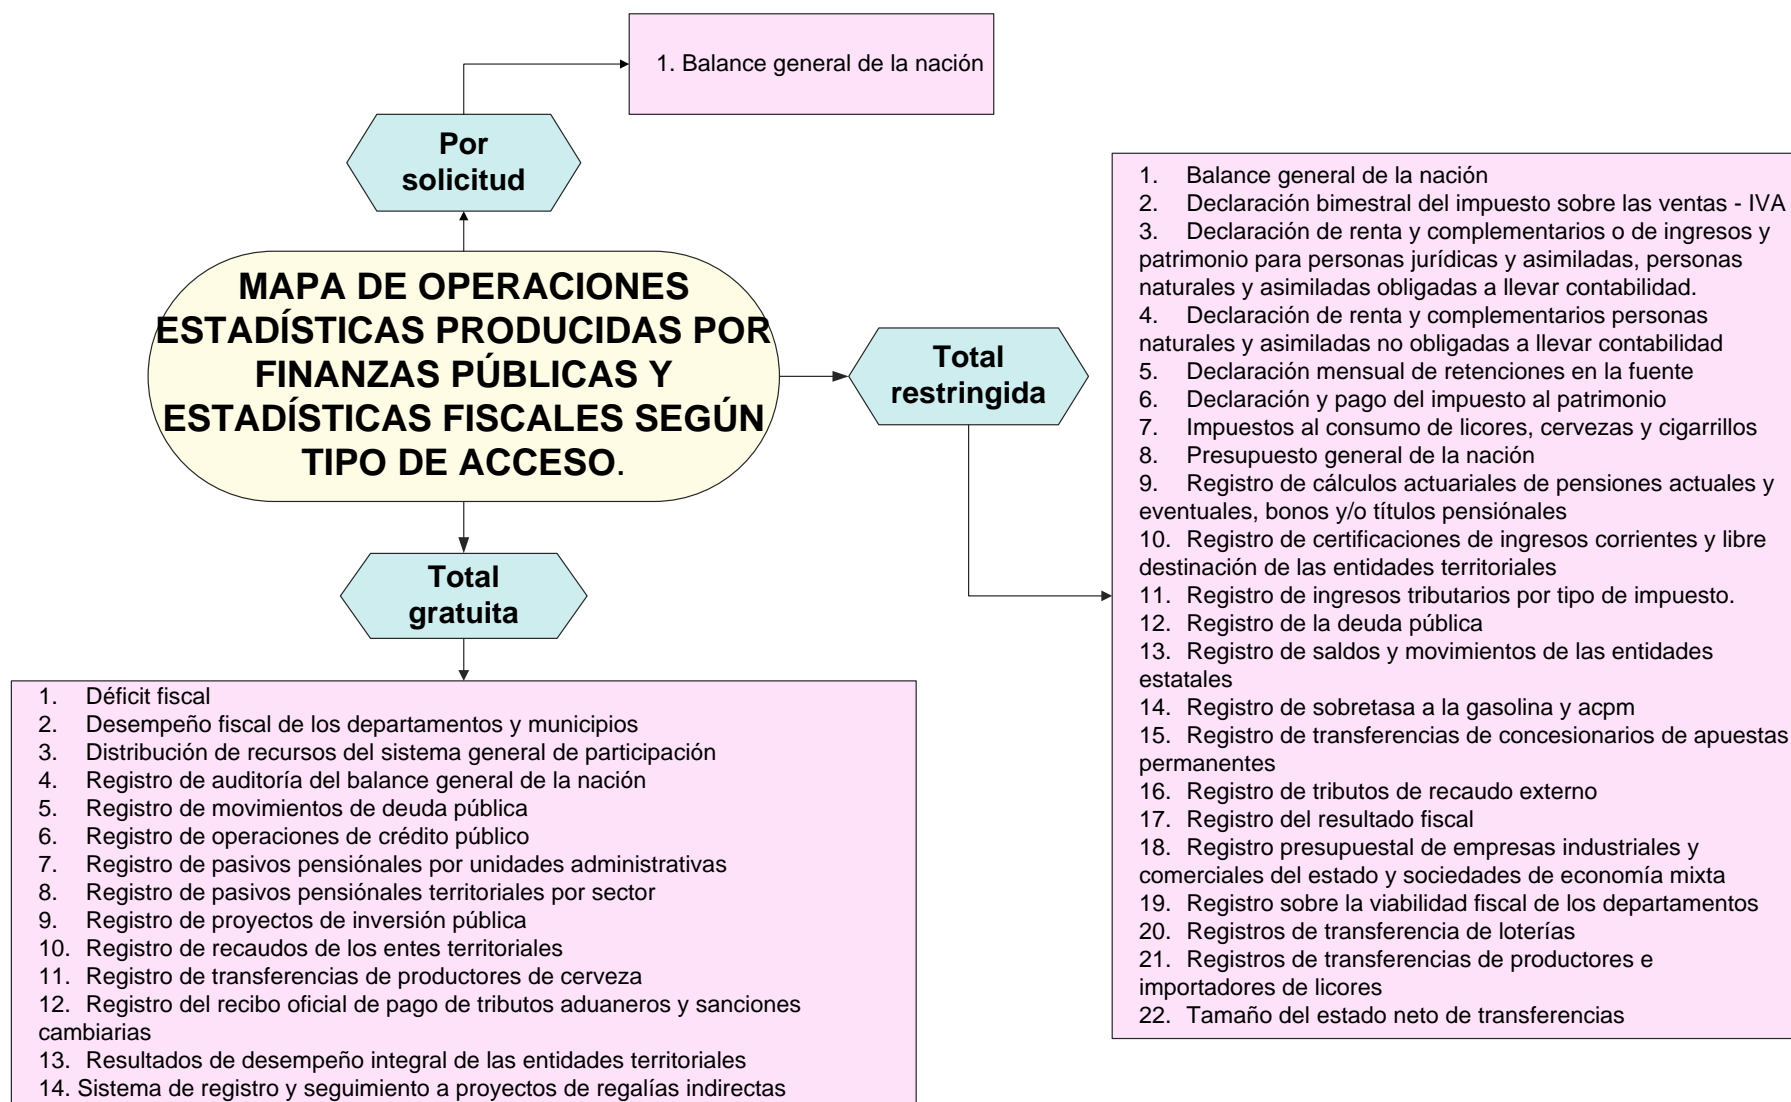 1. Balance general de la nación
Por
solicitud
MAPA DE OPERACIONES
ESTADÍSTICAS PRODUCIDAS POR
FINANZAS PÚBLICAS Y
ESTADÍSTICAS FISCALES SEGÚN
TIPO DE ACCESO.
Total
restringida
1. Balance general de la nación
2. Declaración bimestral del impuesto sobre las ventas - IVA
3. Declaración de renta y complementarios o de ingresos y
patrimonio para personas jurídicas y asimiladas, personas
naturales y asimiladas obligadas a llevar contabilidad.
4. Declaración de renta y complementarios personas
naturales y asimiladas no obligadas a llevar contabilidad
5. Declaración mensual de retenciones en la fuente
6. Declaración y pago del impuesto al patrimonio
7. Impuestos al consumo de licores, cervezas y cigarrillos
8. Presupuesto general de la nación
9. Registro de cálculos actuariales de pensiones actuales y
eventuales, bonos y/o títulos pensiónales
10. Registro de certificaciones de ingresos corrientes y libre
destinación de las entidades territoriales
11. Registro de ingresos tributarios por tipo de impuesto.
12. Registro de la deuda pública
13. Registro de saldos y movimientos de las entidades
estatales
14. Registro de sobretasa a la gasolina y acpm
15. Registro de transferencias de concesionarios de apuestas
permanentes
16. Registro de tributos de recaudo externo
17. Registro del resultado fiscal
18. Registro presupuestal de empresas industriales y
comerciales del estado y sociedades de economía mixta
19. Registro sobre la viabilidad fiscal de los departamentos
20. Registros de transferencia de loterías
21. Registros de transferencias de productores e
importadores de licores
22. Tamaño del estado neto de transferencias
Total
gratuita
1. Déficit fiscal
2. Desempeño fiscal de los departamentos y municipios
3. Distribución de recursos del sistema general de participación
4. Registro de auditoría del balance general de la nación
5. Registro de movimientos de deuda pública
6. Registro de operaciones de crédito público
7. Registro de pasivos pensiónales por unidades administrativas
8. Registro de pasivos pensiónales territoriales por sector
9. Registro de proyectos de inversión pública
10. Registro de recaudos de los entes territoriales
11. Registro de transferencias de productores de cerveza
12. Registro del recibo oficial de pago de tributos aduaneros y sanciones
cambiarias
13. Resultados de desempeño integral de las entidades territoriales
14. Sistema de registro y seguimiento a proyectos de regalías indirectas